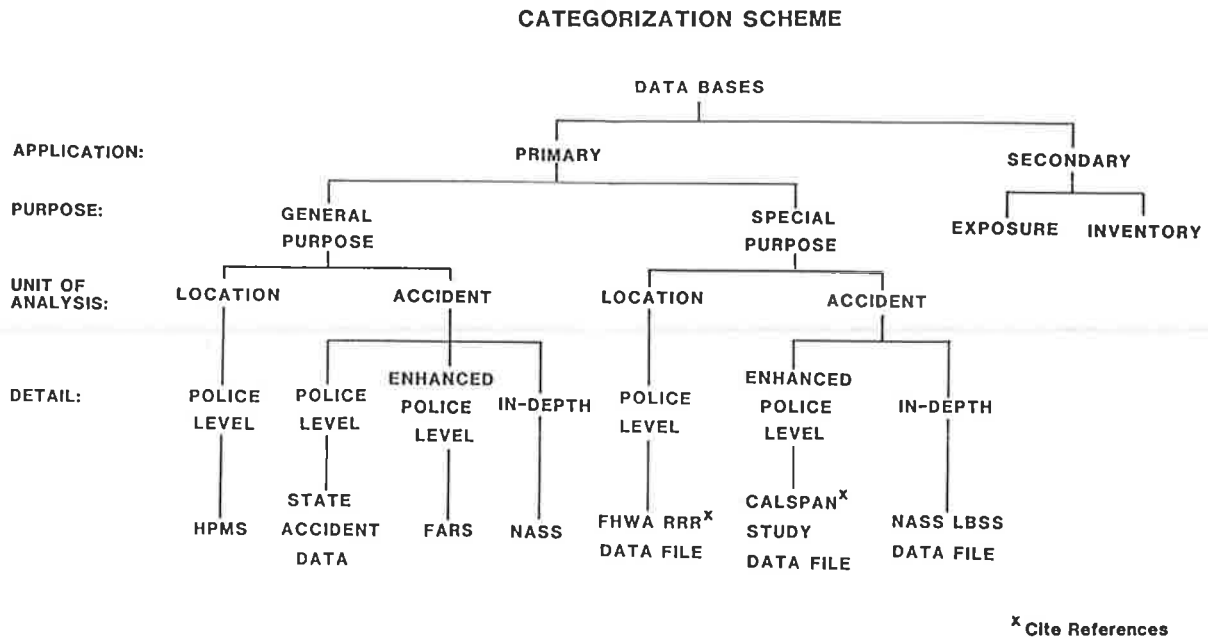 CATEGORIZATION SCHEME
DATA BASES
APPLICATION:
PRIMARY
SECONDARY
PURPOSE:
GENERAL
PURPOSE
SPECIAL
PURPOSE
EXPOSURE
INVENTORY
UNIT OF
ANALYSIS:
LOCATION
ACCIDENT
LOCATION
ACCIDENT
DETAIL:
POLICE
LEVEL
POLICE
LEVEL
ENHANCED
POLICE
LEVEL
IN-DEPTH
POLICE
LEVEL
ENHANCED
POLICE
LEVEL
IN-DEPTH
HPMS
STATE
ACCIDENT
DATA
FARS
NASS
FHWA RRRx
DATA FILE
CALSPANx
STUDY
DATA FILE
NASS LBSS
DATA FILE
x Cite References